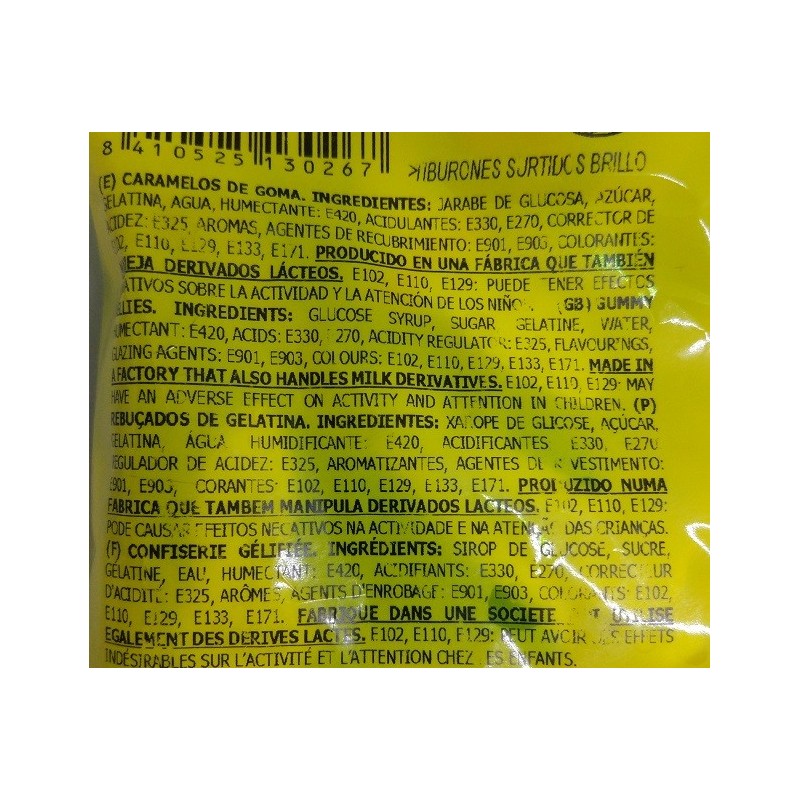 8 410525 130267
TIBURONES SURTIDOS BRILLO
(E) CARAMELOS DE GOMA. INGREDIENTES: JARABE DE GLUCOSA, AZÚCAR,
GELATINA, AGUA, HUMECTANTE: E420, ACIDULANTES: E330, E270, CORRECTOR DE
ACIDEZ: E325, AROMAS, AGENTES DE RECUBRIMIENTO: E901, E903, COLORANTES:
E102, E110, E129, E133, E171. PRODUCIDO EN UNA FÁBRICA QUE TAMBIÉN
MANEJA DERIVADOS LÁCTEOS. E102, E110, E129: PUEDE TENER EFECTOS
NEGATIVOS SOBRE LA ACTIVIDAD Y LA ATENCIÓN DE LOS NIÑOS. (GB) GUMMY
JELLIES. INGREDIENTS: GLUCOSE SYRUP, SUGAR GELATINE, WATER,
HUMECTANT: E420, ACIDS: E330, E270, ACIDITY REGULATOR: E325, FLAVOURINGS,
GLAZING AGENTS: E901, E903, COLOURS: E102, E110, E129, E133, E171. MADE IN
A FACTORY THAT ALSO HANDLES MILK DERIVATIVES. E102, E110, E129: MAY
HAVE AN ADVERSE EFFECT ON ACTIVITY AND ATTENTION IN CHILDREN. (P)
REBUÇADOS DE GELATINA. INGREDIENTES: XAROPE DE GLICOSE, AÇÚCAR,
GELATINA, ÁGUA, HUMIDIFICANTE: E420, ACIDIFICANTES: E330, E270,
REGULADOR DE ACIDEZ: E325, AROMATIZANTES, AGENTES DE REVESTIMENTO:
E901, E903, CORANTES: E102, E110, E129, E133, E171. PRODUZIDO NUMA
FABRICA QUE TAMBEM MANIPULA DERIVADOS LACTEOS. E102, E110, E129:
PODE CAUSAR EFEITOS NEGATIVOS NA ACTIVIDADE E NA ATENÇÃO DAS CRIANÇAS.
(F) CONFISERIE GÉLIFIÉE. INGRÉDIENTS: SIROP DE GLUCOSE, SUCRE,
GÉLATINE, EAU, HUMECTANT: E420, ACIDIFIANTS: E330, E270, CORRECTEUR
D'ACIDITÉ: E325, ARÔMES, AGENTS D'ENROBAGE: E901, E903, COLORANTS: E102,
E110, E129, E133, E171. FABRIQUE DANS UNE SOCIETE UTILISE
EGALEMENT DES DERIVES LACTES. E102, E110, E129: PEUT AVOIR DES EFFETS
INDÉSIRABLES SUR L'ACTIVITÉ ET L'ATTENTION CHEZ LES ENFANTS.